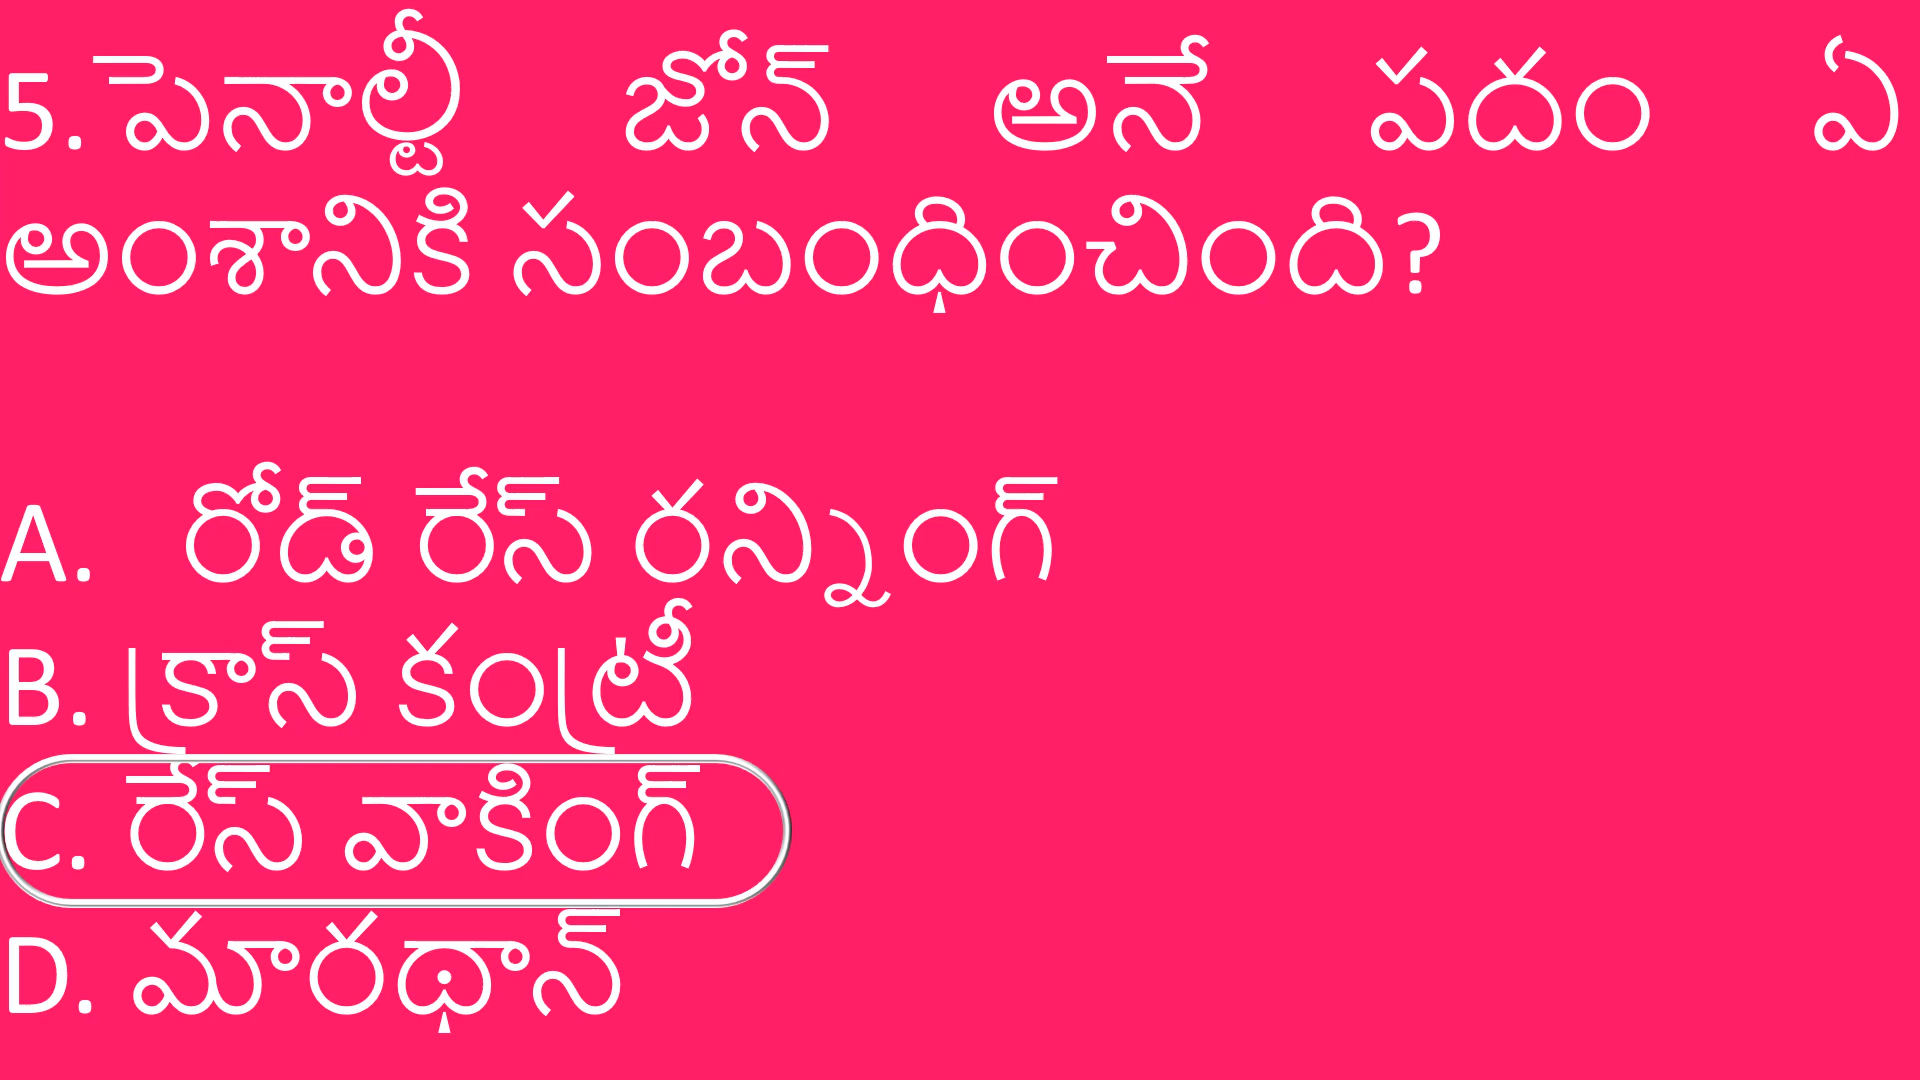 5. పెనాల్టీ జోన్ అనే పదం ఏ
అంశానికి సంబంధించింది?
A. రోడ్ రేస్ రన్నింగ్
B. క్రాస్ కంట్రీ
C. రేస్ వాకింగ్
D. మారథాన్